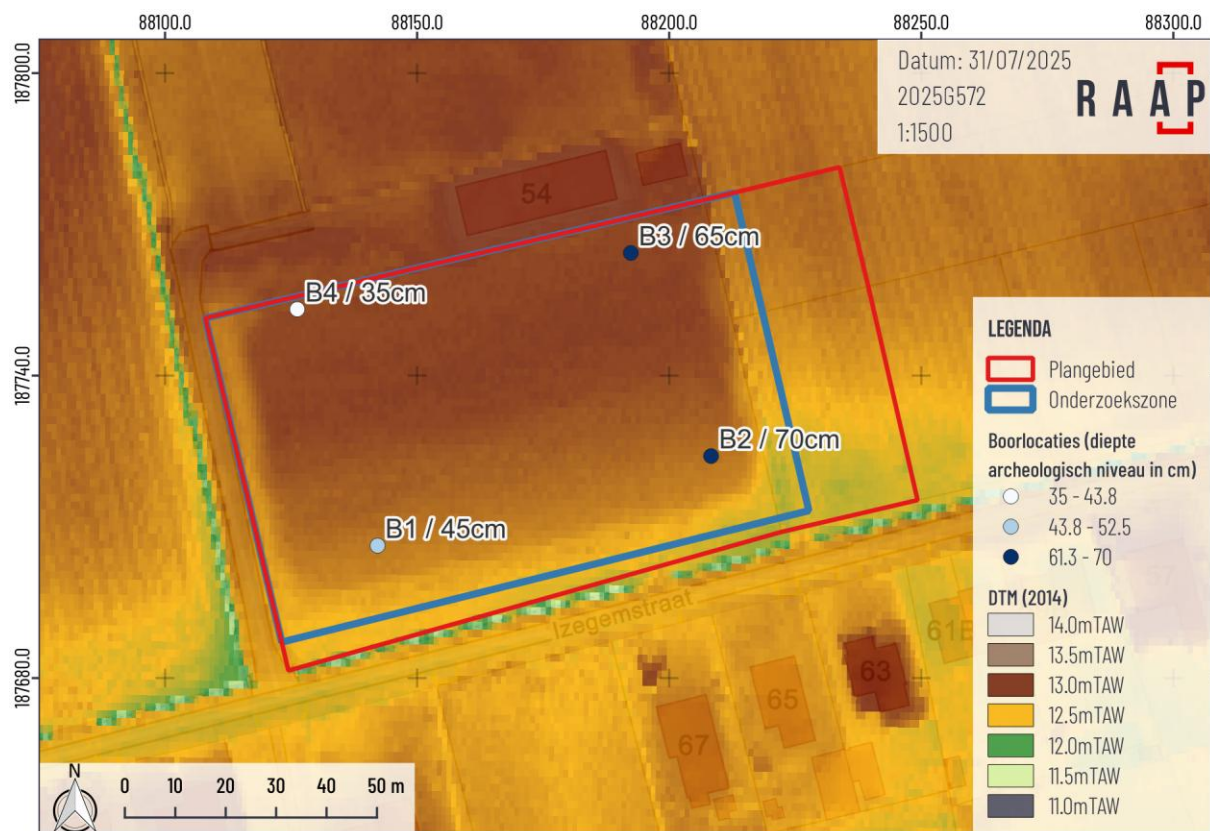 88100.0 88150.0 88200.0 88250.0 88300.0
187800.0
187740.0
187680.0
Datum: 31/07/2025
2025G572
1:1500
RAAP
54
B3 / 65cm
B4 / 35cm
B2 / 70cm
B1 / 45cm
Izegemstraat
67
65
63
61B
57
LEGENDA
Plangebied
Onderzoekszone
Boorlocaties (diepte
archeologisch niveau in cm)
35 - 43.8
43.8 - 52.5
61.3 - 70
DTM (2014)
14.0mTAW
13.5mTAW
13.0mTAW
12.5mTAW
12.0mTAW
11.5mTAW
11.0mTAW
N
0 10 20 30 40 50 m